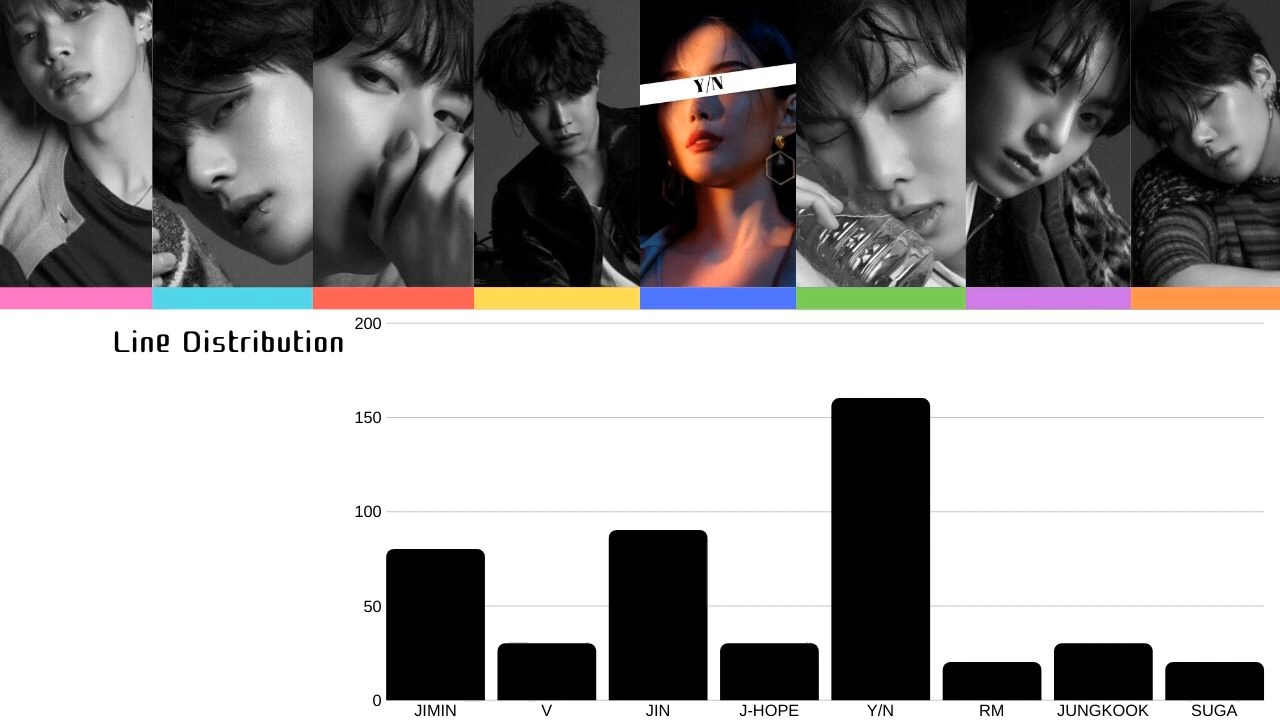 Y/N
Line Distribution
200
150
100
50
0
JIMIN V JIN J-HOPE Y/N RM JUNGKOOK SUGA